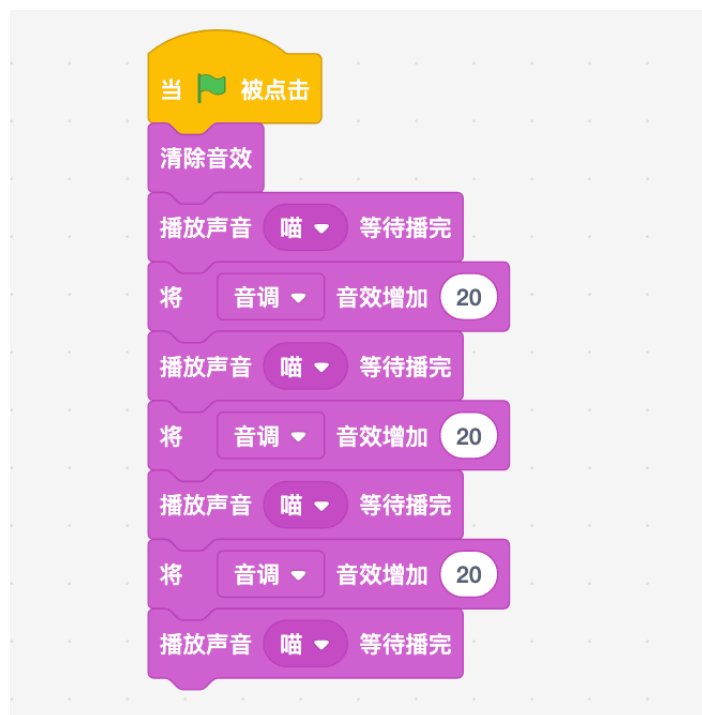 当 被点击
清除音效
播放声音 喵 等待播完
将 音调 音效增加 20
播放声音 喵 等待播完
将 音调 音效增加 20
播放声音 喵 等待播完
将 音调 音效增加 20
播放声音 喵 等待播完